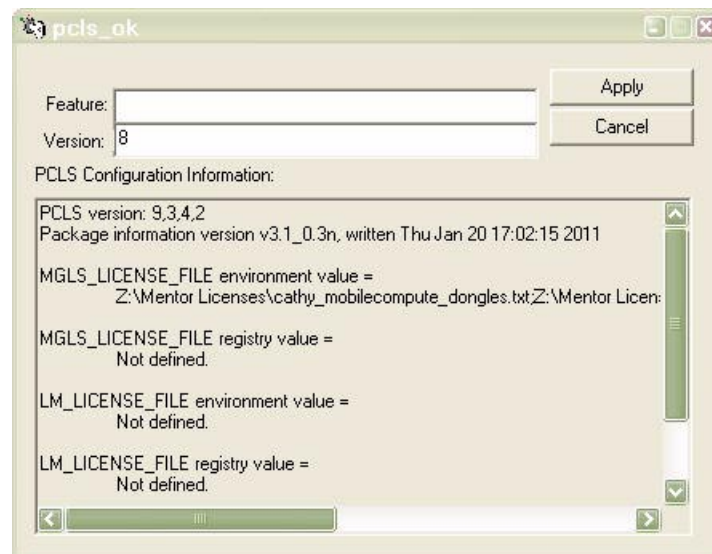 pcls_ok
Feature:
Apply
Version: 8
Cancel
PCLS Configuration Information:
PCLS version: 9,3,4,2
Package information version v3.1_0.3n, written Thu Jan 20 17:02:15 2011
MGLS_LICENSE_FILE environment value =
Z:\Mentor Licenses\cathy_mobilecompute_dongles.txt;Z:\Mentor Licen
MGLS_LICENSE_FILE registry value =
Not defined.
LM_LICENSE_FILE environment value =
Not defined.
LM_LICENSE_FILE registry value =
Not defined.